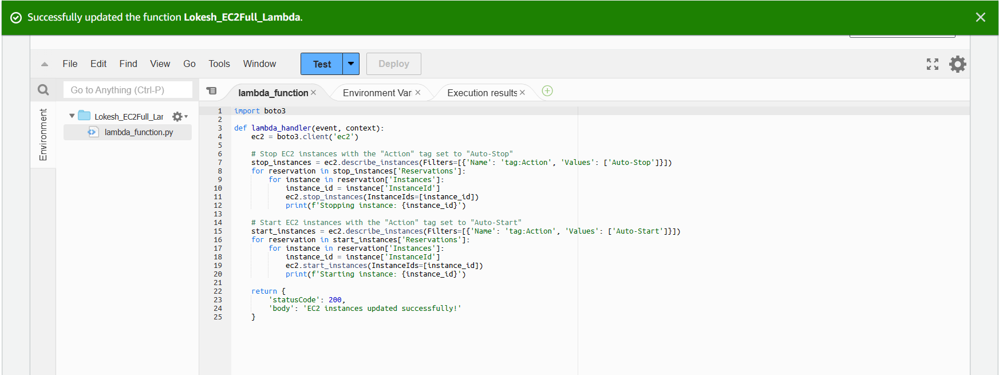 Successfully updated the function Lokesh_EC2Full_Lambda.
File Edit Find View Go Tools Window Test Deploy
Go to Anything (Ctrl-P)
lambda_function
Environment Var
Execution results
Environment
Lokesh_EC2Full_Lar
lambda_function.py
1 import boto3
2
3 def lambda_handler(event, context):
4 ec2 = boto3.client('ec2')
5
6 # Stop EC2 instances with the "Action" tag set to "Auto-Stop"
7 stop_instances = ec2.describe_instances(Filters=[{'Name': 'tag:Action', 'Values': ['Auto-Stop']}])
8 for reservation in stop_instances['Reservations']:
9 for instance in reservation['Instances']:
10 instance_id = instance['InstanceId']
11 ec2.stop_instances(InstanceIds=[instance_id])
12 print(f'Stopping instance: {instance_id}')
13
14 # Start EC2 instances with the "Action" tag set to "Auto-Start"
15 start_instances = ec2.describe_instances(Filters=[{'Name': 'tag:Action', 'Values': ['Auto-Start']}])
16 for reservation in start_instances['Reservations']:
17 for instance in reservation['Instances']:
18 instance_id = instance['InstanceId']
19 ec2.start_instances(InstanceIds=[instance_id])
20 print(f'Starting instance: {instance_id}')
21
22 return {
23 'statusCode': 200,
24 'body': 'EC2 instances updated successfully!'
25 }